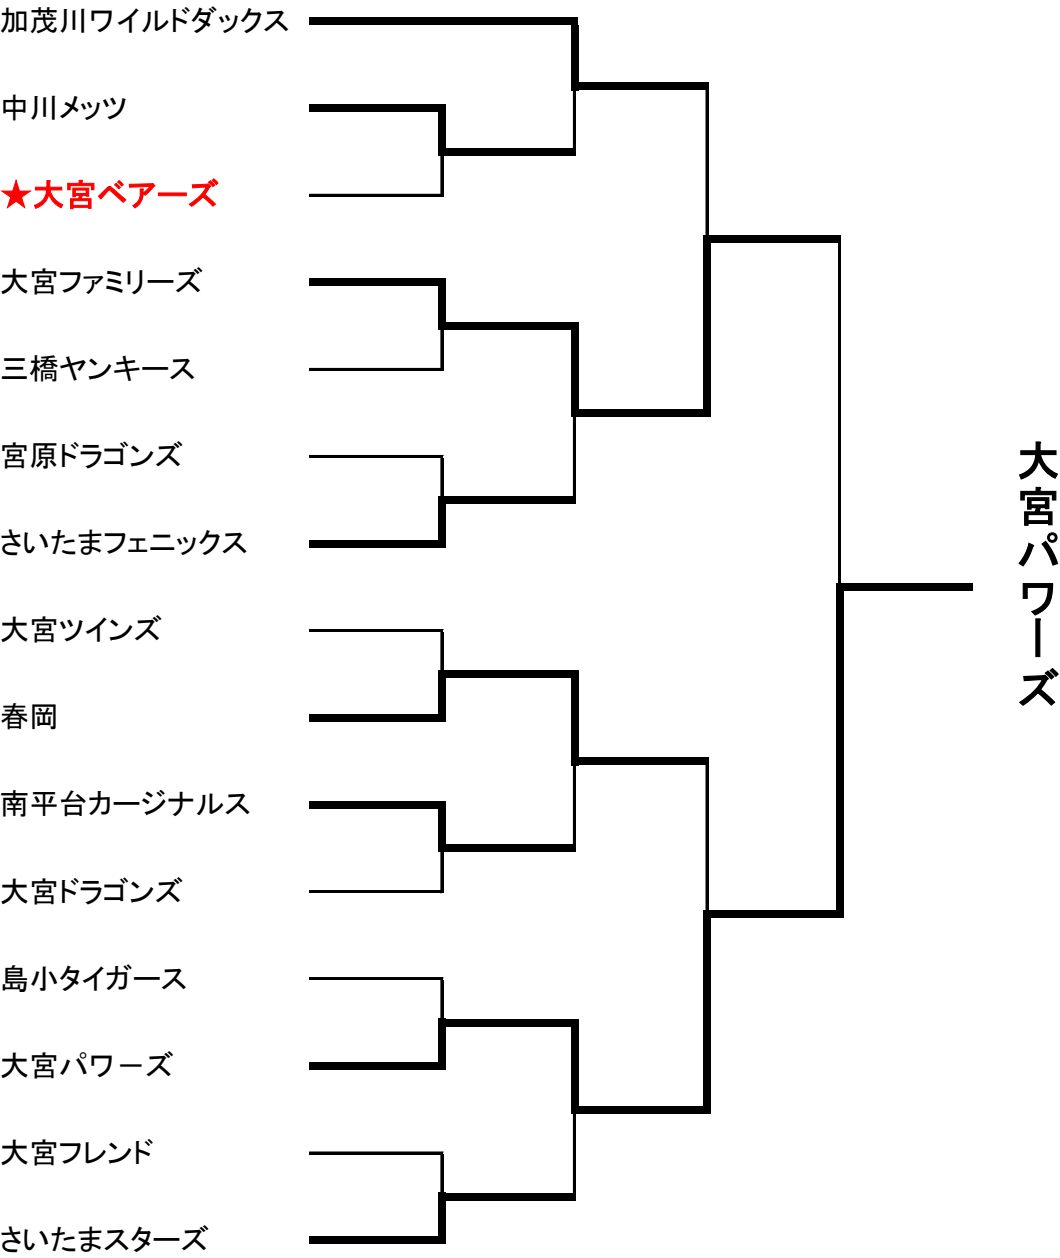 加茂川ワイルドダックス
中川メッツ
★大宮ベアーズ
大宮ファミリーズ
三橋ヤンキース
宮原ドラゴンズ
さいたまフェニックス
大宮ツインズ
春岡
南平台カージナルス
大宮ドラゴンズ
島小タイガース
大宮パワーズ
大宮フレンド
さいたまスターズ
大宮パワーズ